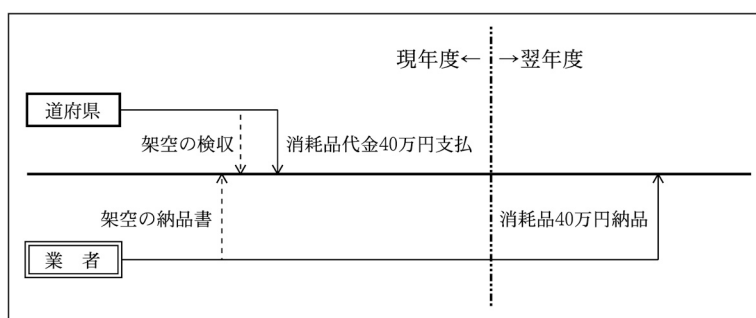 現年度←
→翌年度
道府県
架空の検収
消耗品代金40万円支払
架空の納品書
消耗品40万円納品
業　者